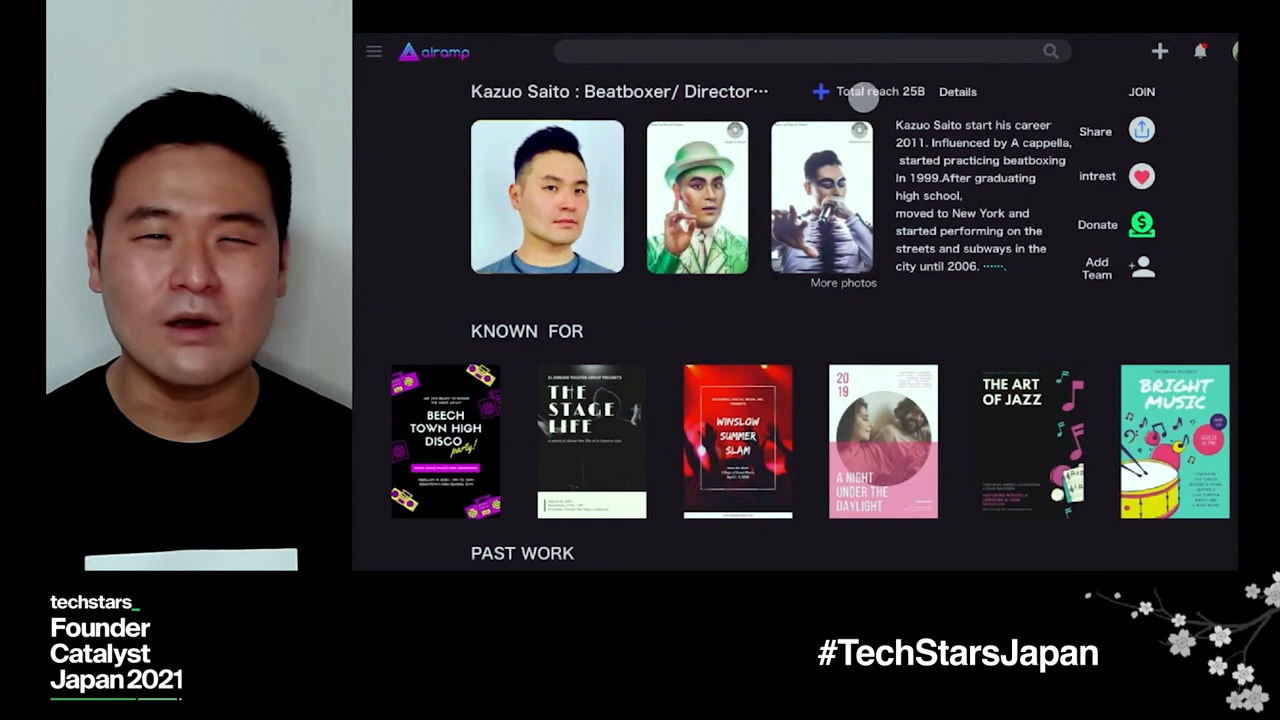 airamp
Kazuo Saito : Beatboxer/ Director⋯
Total reach 25B
Details
JOIN
Kazuo Saito start his career
2011. Influenced by A cappella,
started practicing beatboxing
In 1999.After graduating
high school,
moved to New York and
started performing on the
streets and subways in the
city until 2006. ⋯⋯.
Share
intrest
Donate
Add
Team
More photos
KNOWN FOR
BEECH
TOWN HIGH
DISCO
party!
THE
STAGE
LIFE
WINSLOW
SUMMER
SLAM
20
19
A NIGHT
UNDER THE
DAYLIGHT
THE ART
OF JAZZ
BRIGHT
MUSIC
PAST WORK
techstars_
Founder
Catalyst
Japan 2021
#TechStarsJapan